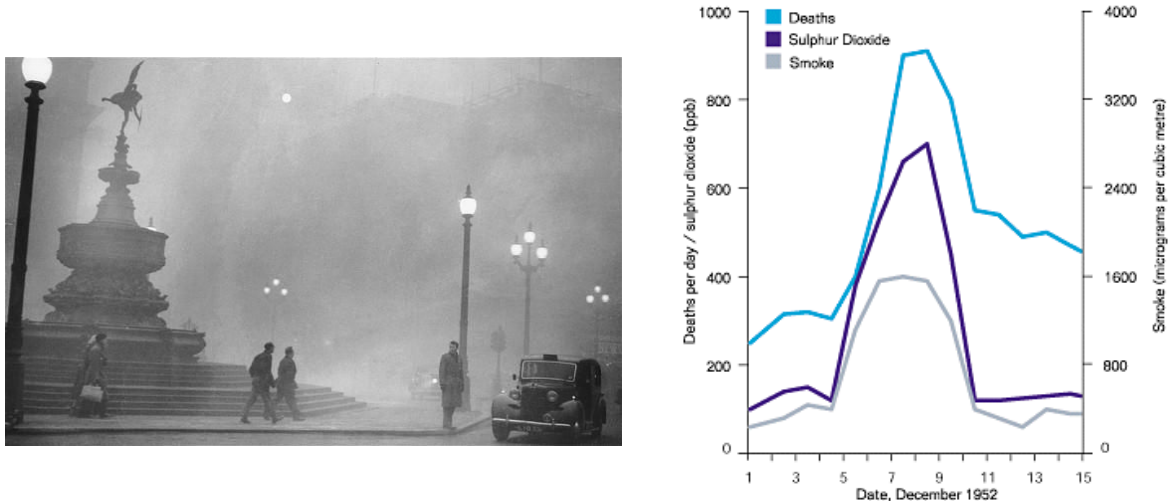 1000
800
600
400
200
0
Deaths per day / sulphur dioxide (ppb)
Deaths
Sulphur Dioxide
Smoke
4000
3200
2400
1600
800
0
Smoke (micrograms per cubic metre)
1 3 5 7 9 11 13 15
Date, December 1952